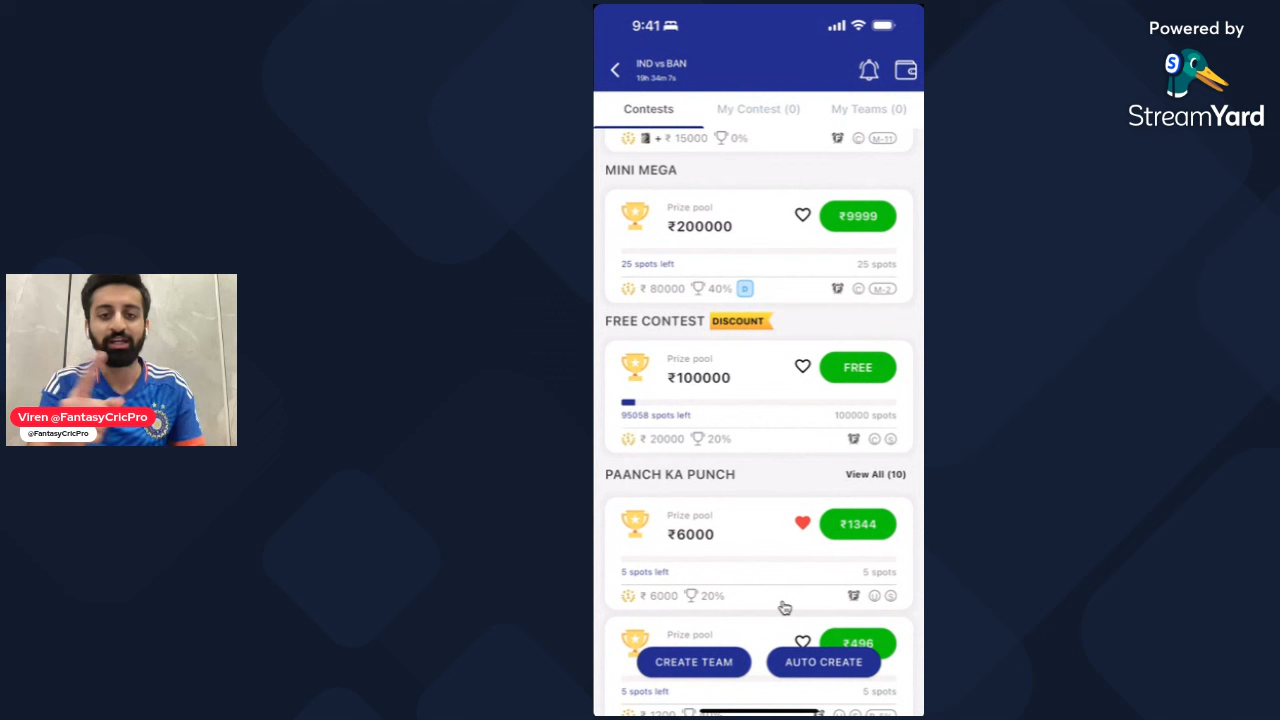 Powered by
StreamYard
9:41
IND vs BAN
19h 34m 7s
Contests
My Contest (0)
My Teams (0)
+ ₹ 15000 0% C M-11
MINI MEGA
Prize pool
₹200000
₹9999
25 spots left
25 spots
₹ 80000 40% D C M-2
FREE CONTEST DISCOUNT
Prize pool
₹100000
FREE
95058 spots left
100000 spots
₹ 20000 20% C S
PAANCH KA PUNCH
View All (10)
Prize pool
₹6000
₹1344
5 spots left
5 spots
₹ 6000 20% U S
Prize pool
₹496
CREATE TEAM
AUTO CREATE
5 spots left
5 spots
Viren @FantasyCricPro
@FantasyCricPro